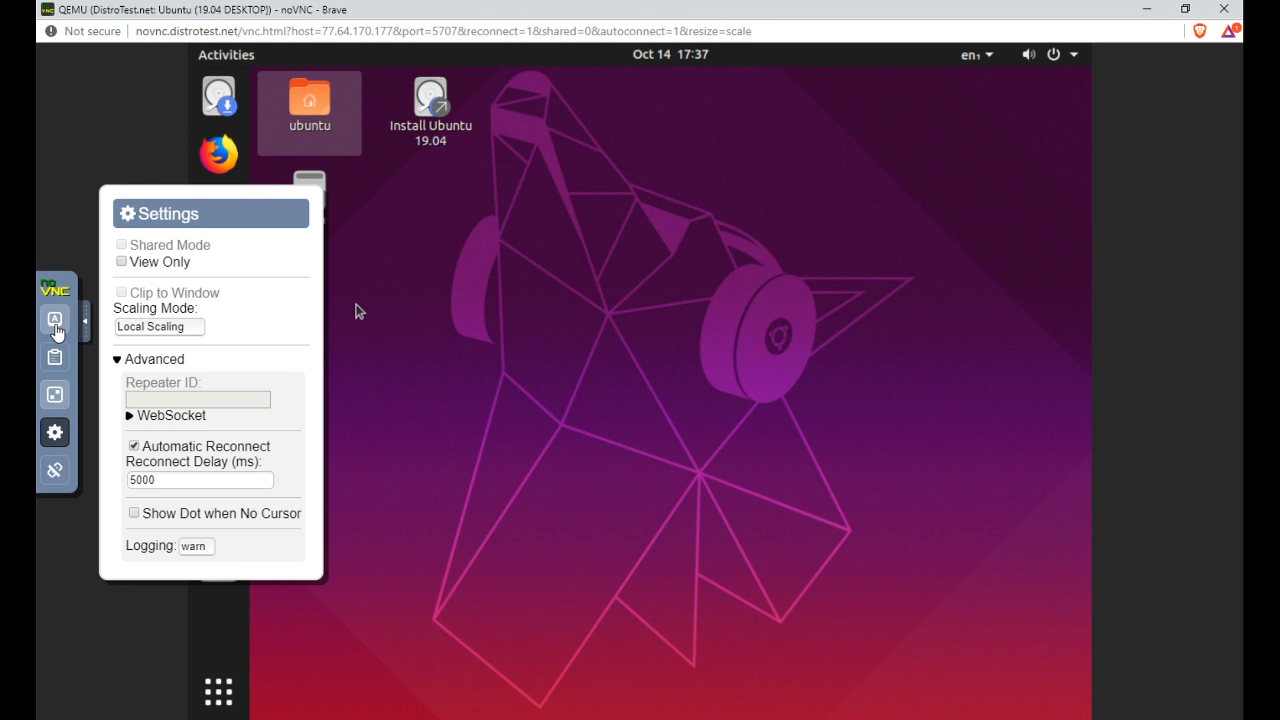 QEMU (DistroTest.net: Ubuntu (19.04 DESKTOP)) - noVNC - Brave
Not secure
novnc.distrotest.net/vnc.html?host=77.64.170.177&port=5707&reconnect=1&shared=0&autoconnect=1&resize=scale
Activities
Oct 14 17:37
en₁
ubuntu
Install Ubuntu
19.04
Settings
Shared Mode
View Only
Clip to Window
Scaling Mode:
Local Scaling
Advanced
Repeater ID:
WebSocket
Automatic Reconnect
Reconnect Delay (ms):
5000
Show Dot when No Cursor
Logging: warn
no
VNC
A